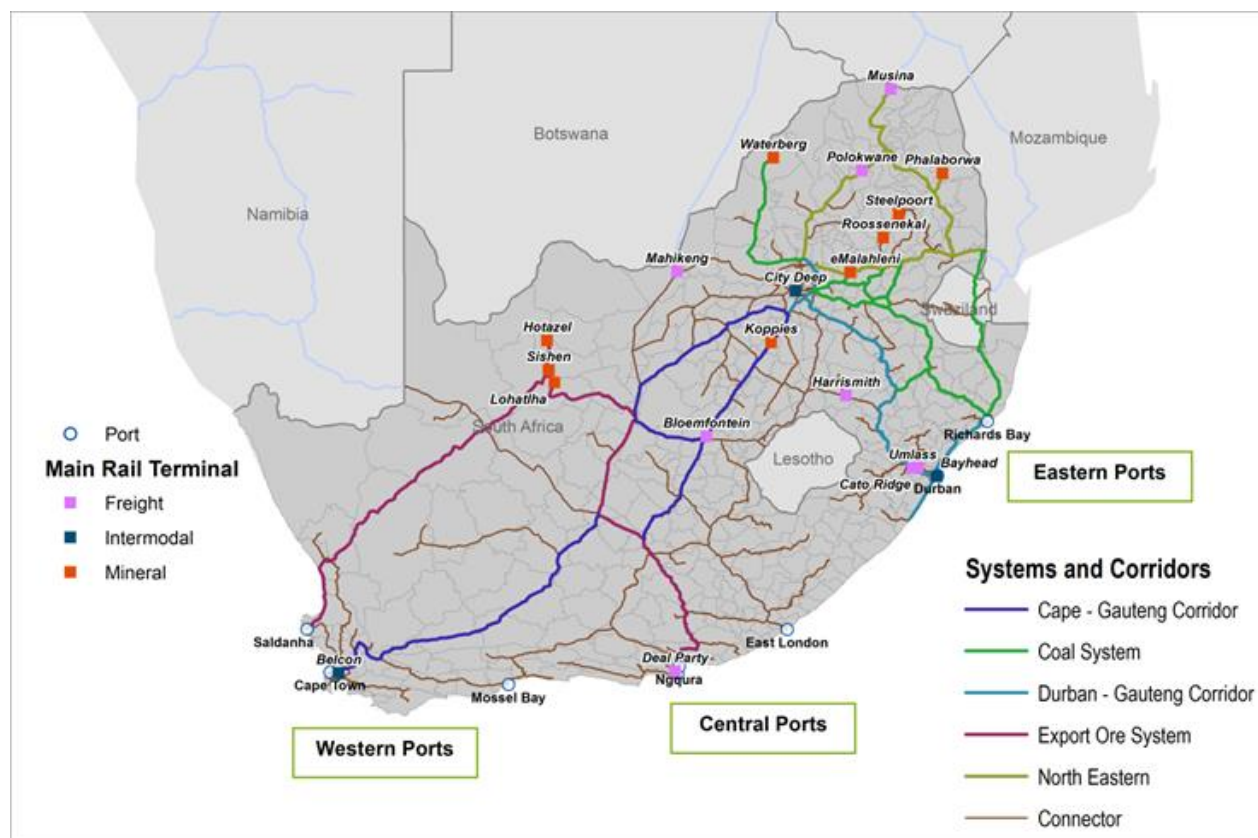 Musina
Botswana
Mozambique
Waterberg
Polokwane
Phalaborwa
Steelpoort
Namibia
Roossenekal
Mahikeng
eMalahleni
City Deep
Swaziland
Hotazel
Koppies
Sishen
Harrismith
Lohatlha
South Africa
Bloemfontein
Richards Bay
Port
Lesotho
Umlass
Bayhead
Main Rail Terminal
Cato Ridge
Durban
Eastern Ports
Freight
Intermodal
Mineral
Systems and Corridors
Cape - Gauteng Corridor
Saldanha
East London
Coal System
Belcon
Deal Party
Cape Town
Ngqura
Mossel Bay
Durban - Gauteng Corridor
Central Ports
Western Ports
Export Ore System
North Eastern
Connector